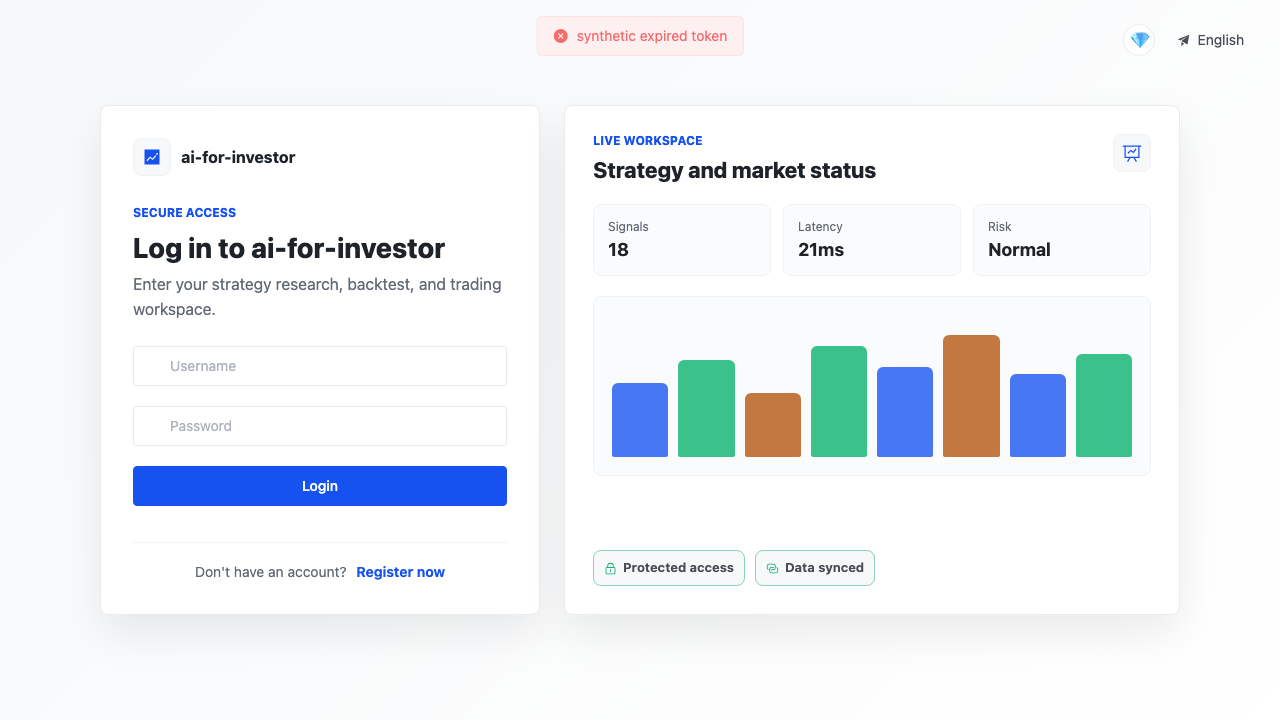 synthetic expired token
English
ai-for-investor
SECURE ACCESS
Log in to ai-for-investor
Enter your strategy research, backtest, and trading
workspace.
Username
Password
Login
Don't have an account? Register now
LIVE WORKSPACE
Strategy and market status
Signals
18
Latency
21ms
Risk
Normal
Protected access
Data synced